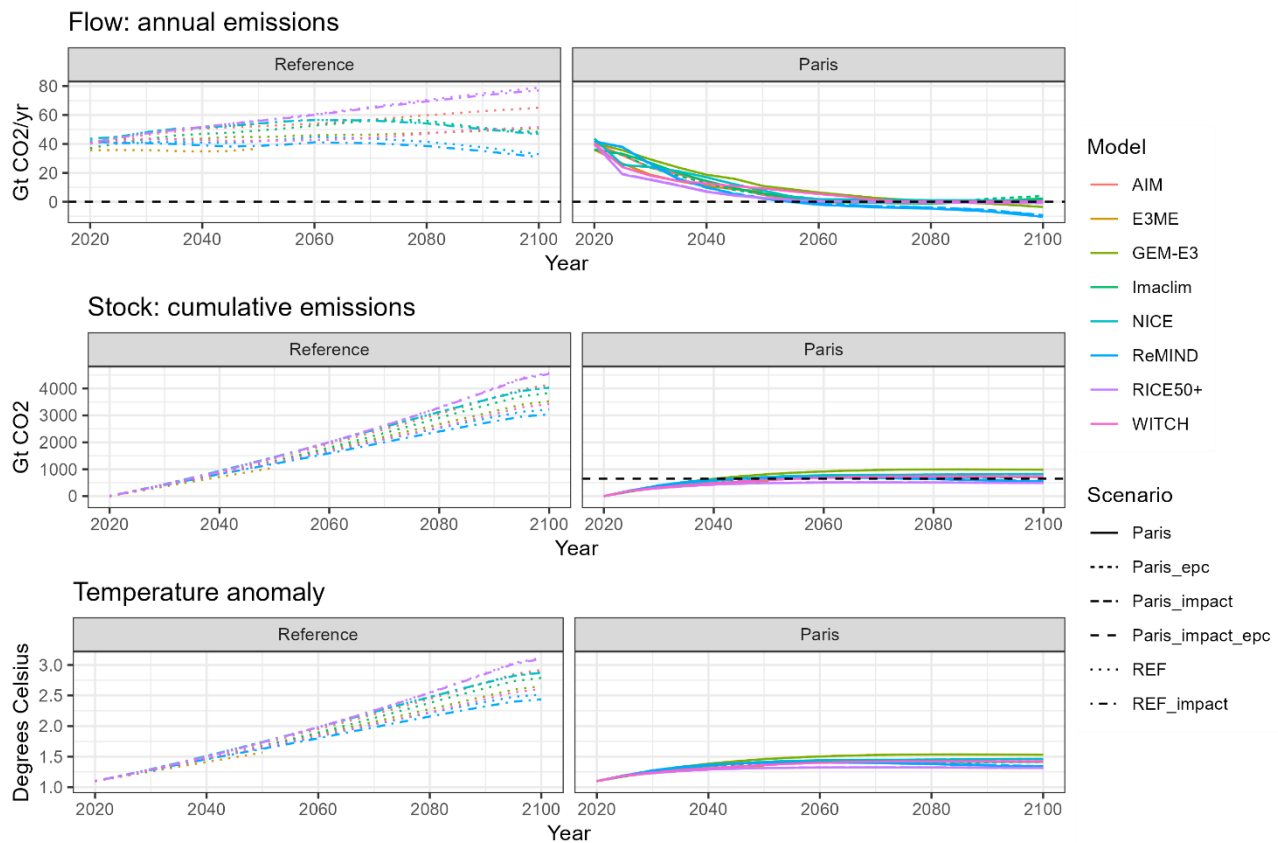 Flow: annual emissions
Reference
Paris
Gt CO2/yr
80
60
40
20
0
2020 2040 2060 2080 2100
2020 2040 2060 2080 2100
Year
Stock: cumulative emissions
Reference
Paris
Gt CO2
4000
3000
2000
1000
0
2020 2040 2060 2080 2100
2020 2040 2060 2080 2100
Year
Temperature anomaly
Reference
Paris
Degrees Celsius
3.0
2.5
2.0
1.5
1.0
2020 2040 2060 2080 2100
2020 2040 2060 2080 2100
Year
Model
AIM
E3ME
GEM-E3
Imaclim
NICE
ReMIND
RICE50+
WITCH
Scenario
Paris
Paris_epc
Paris_impact
Paris_impact_epc
REF
REF_impact